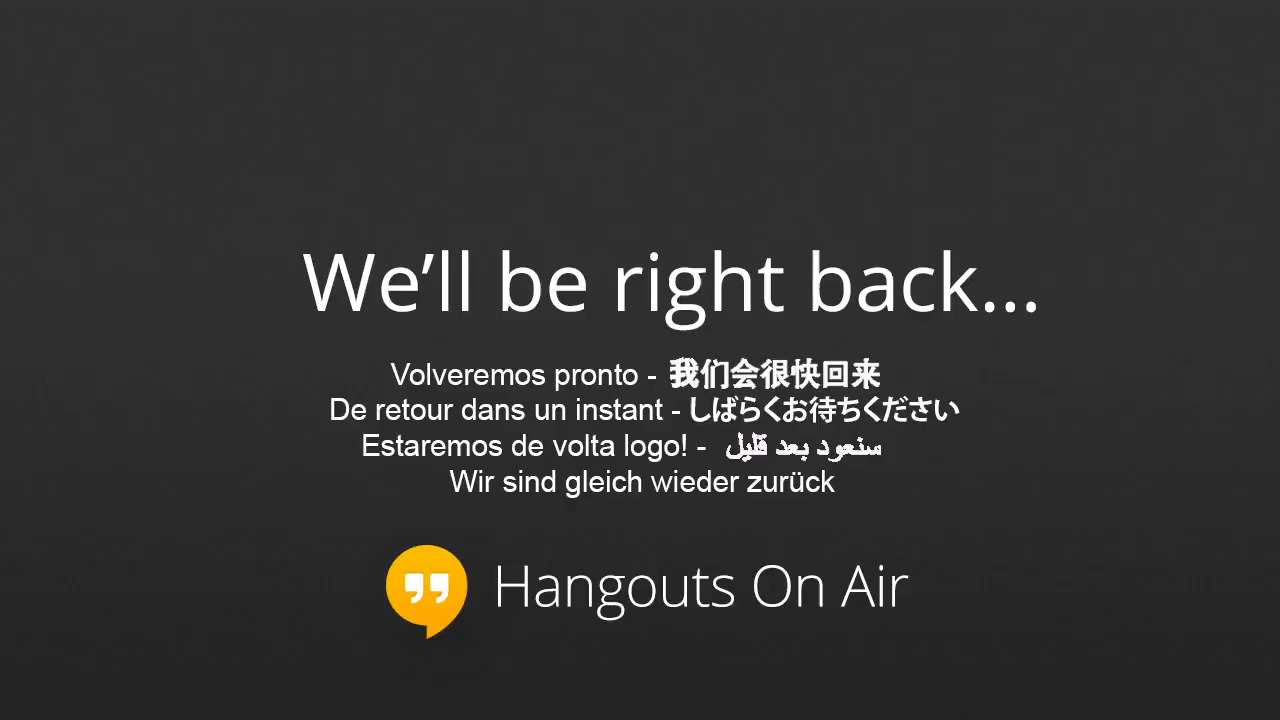 We’ll be right back...
Volveremos pronto - 我们会很快回来
De retour dans un instant - しばらくお待ちください
Estaremos de volta logo! - سنعود بعد قليل
Wir sind gleich wieder zurück
Hangouts On Air